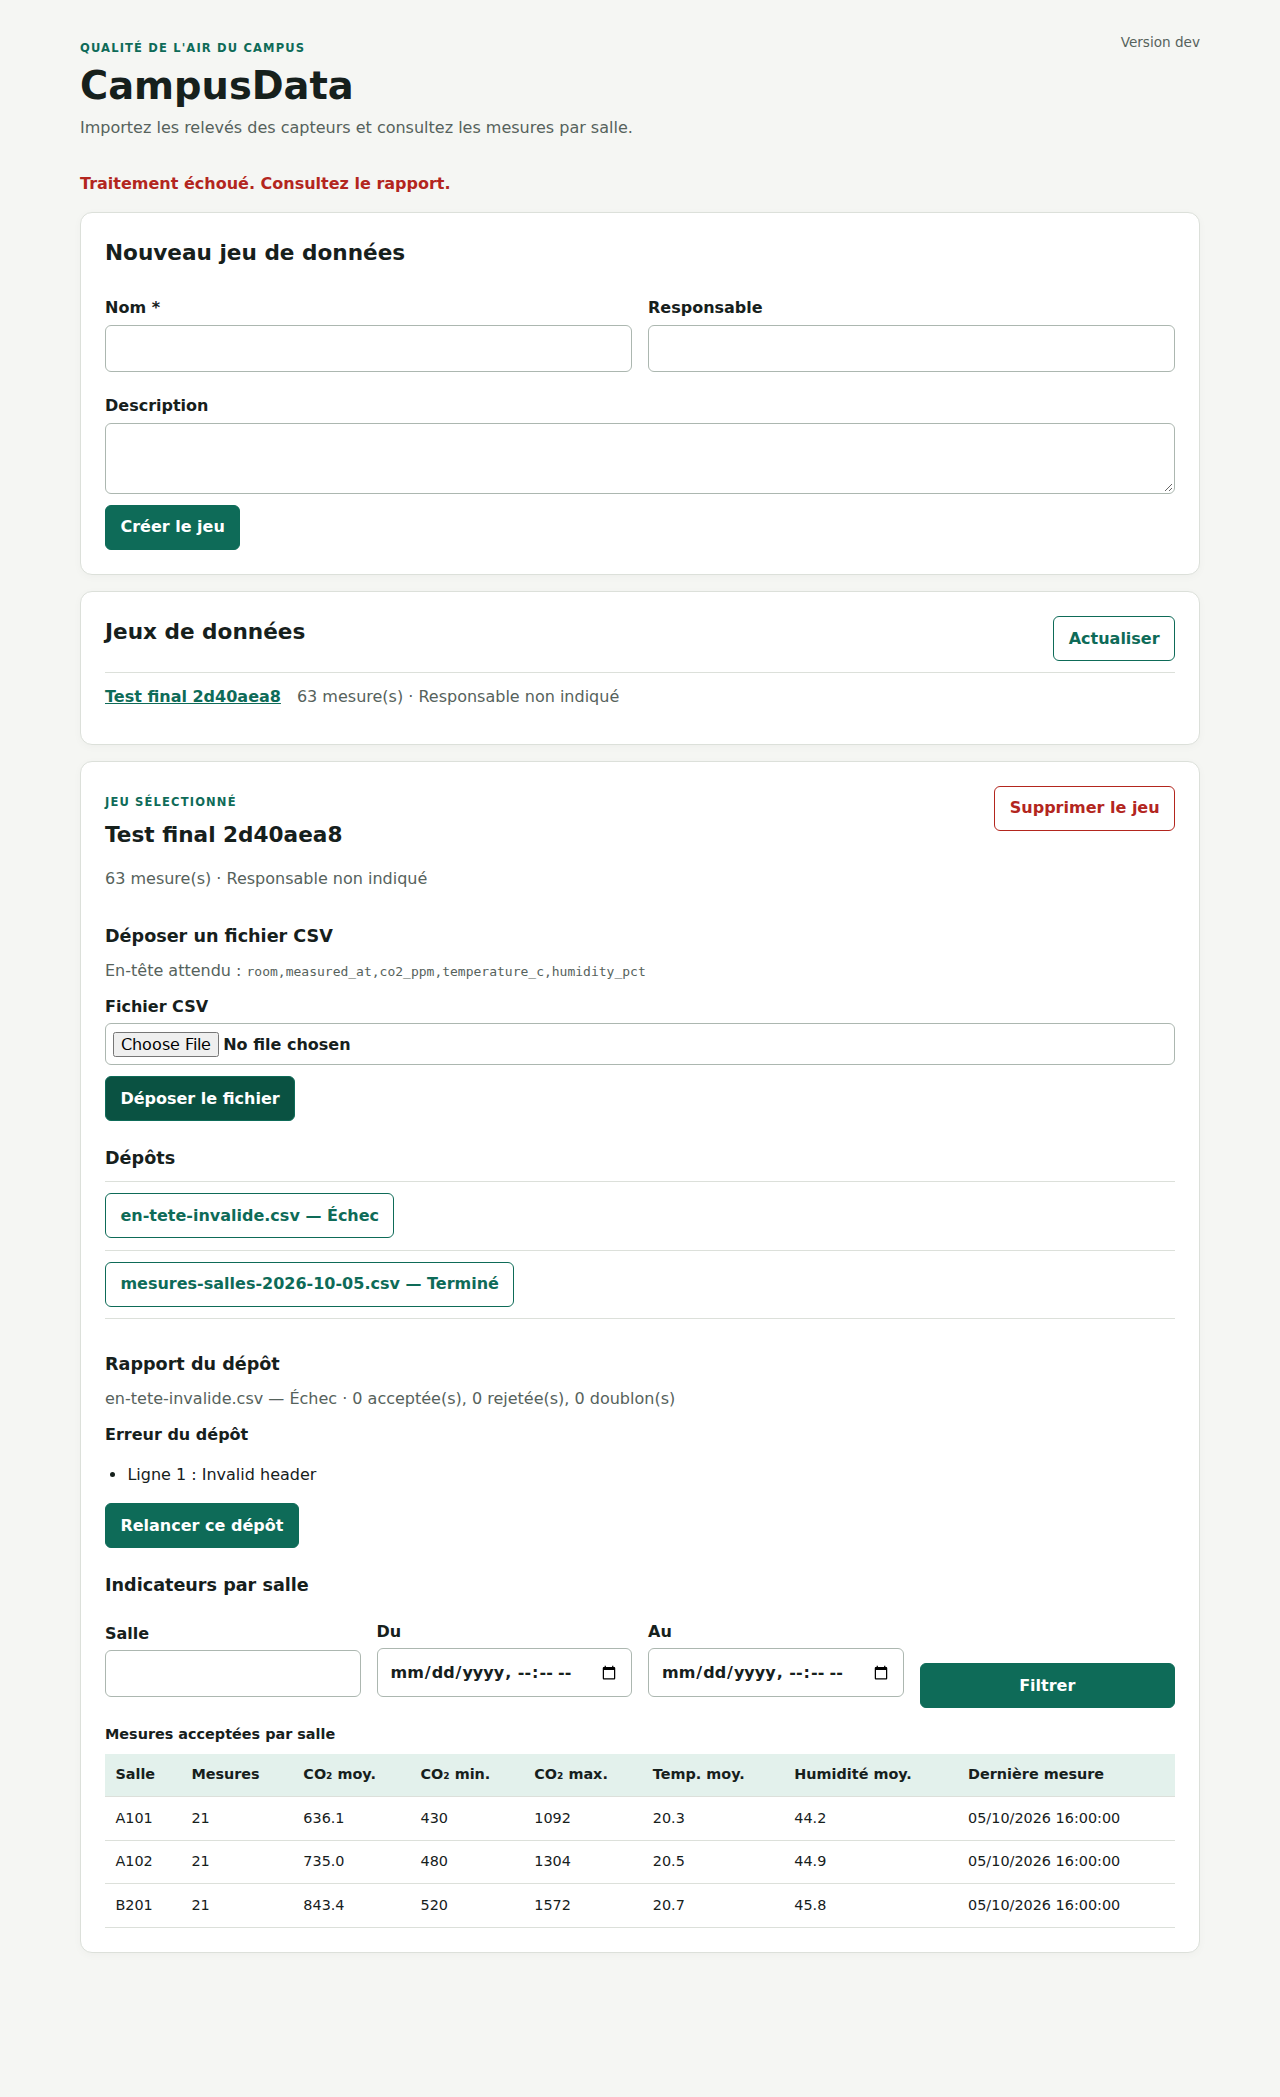 QUALITÉ DE L'AIR DU CAMPUS
Version dev
CampusData
Importez les relevés des capteurs et consultez les mesures par salle.
Traitement échoué. Consultez le rapport.
Nouveau jeu de données
Nom * Responsable
Description
Créer le jeu
Jeux de données
Actualiser
Test final 2d40aea8 63 mesure(s) · Responsable non indiqué
JEU SÉLECTIONNÉ
Supprimer le jeu
Test final 2d40aea8
63 mesure(s) · Responsable non indiqué
Déposer un fichier CSV
En-tête attendu : room,measured_at,co2_ppm,temperature_c,humidity_pct
Fichier CSV
Choose File No file chosen
Déposer le fichier
Dépôts
en-tete-invalide.csv — Échec
mesures-salles-2026-10-05.csv — Terminé
Rapport du dépôt
en-tete-invalide.csv — Échec · 0 acceptée(s), 0 rejetée(s), 0 doublon(s)
Erreur du dépôt
• Ligne 1 : Invalid header
Relancer ce dépôt
Indicateurs par salle
Salle Du Au
mm/dd/yyyy, --:-- -- mm/dd/yyyy, --:-- -- Filtrer
Mesures acceptées par salle
Salle Mesures CO₂ moy. CO₂ min. CO₂ max. Temp. moy. Humidité moy. Dernière mesure
A101 21 636.1 430 1092 20.3 44.2 05/10/2026 16:00:00
A102 21 735.0 480 1304 20.5 44.9 05/10/2026 16:00:00
B201 21 843.4 520 1572 20.7 45.8 05/10/2026 16:00:00